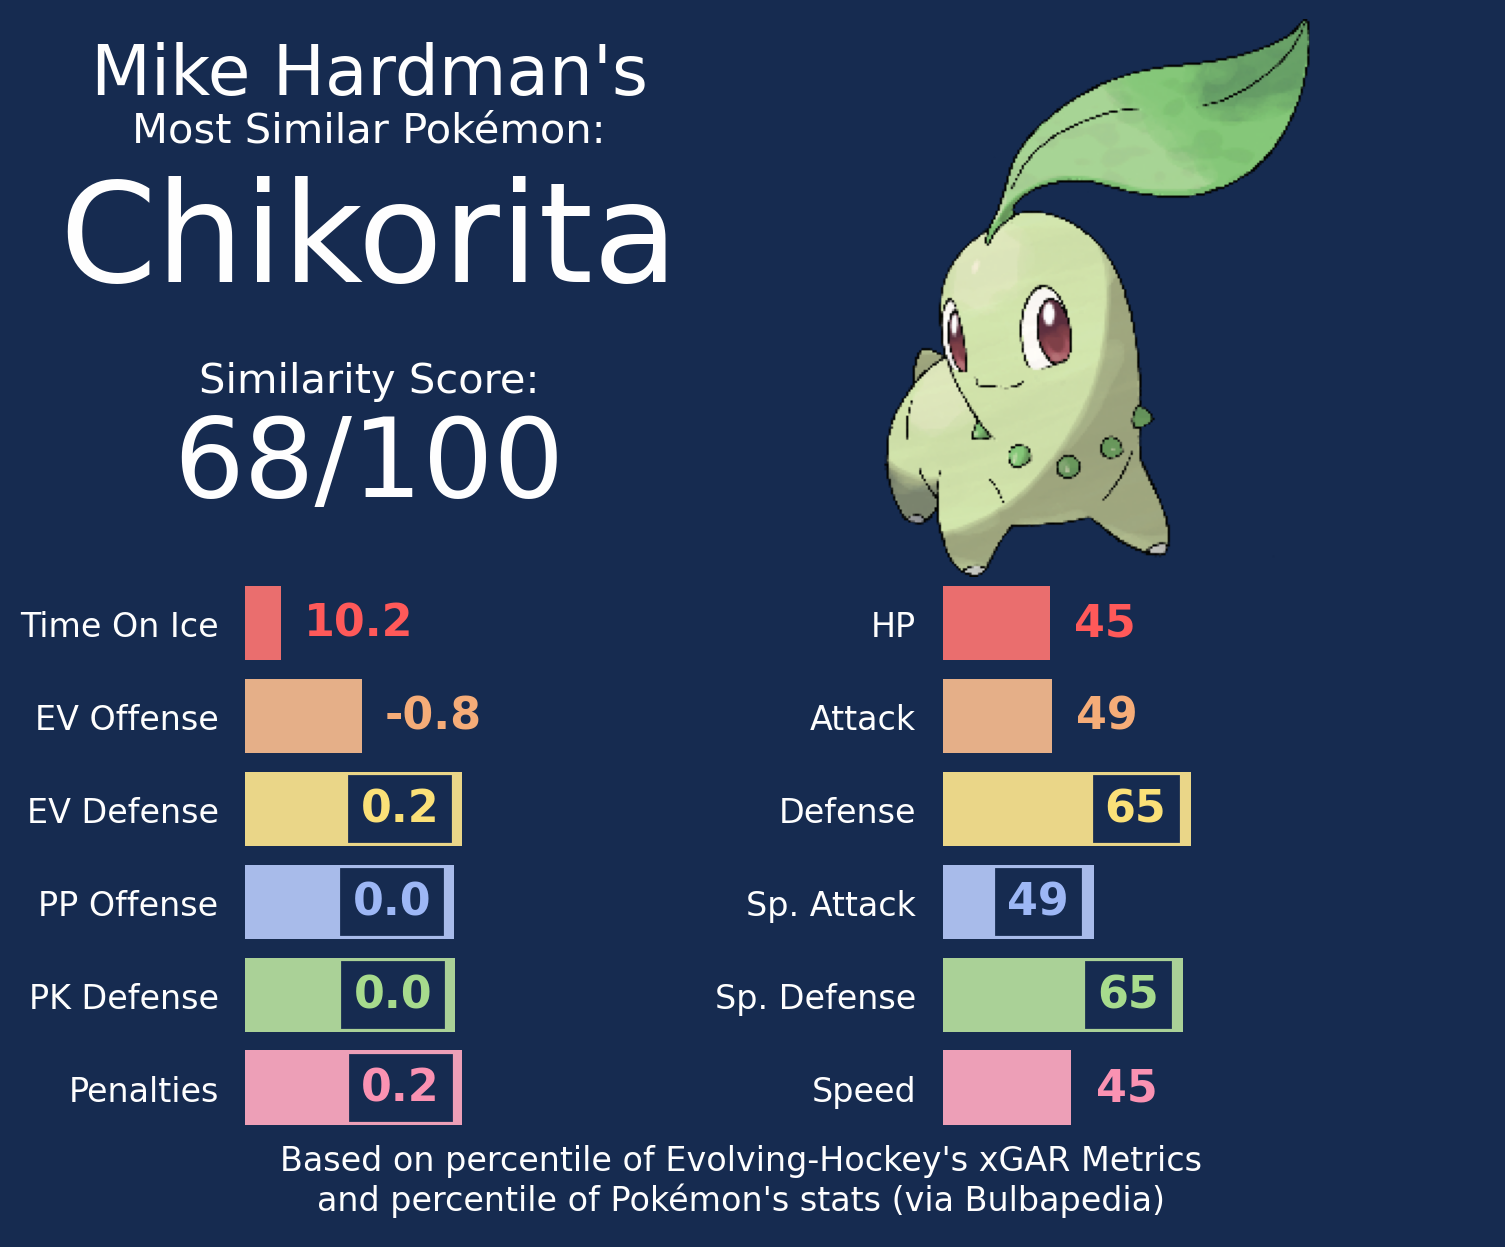 Mike Hardman's
Most Similar Pokémon:
Chikorita
Similarity Score:
68/100
Time On Ice 10.2
EV Offense -0.8
EV Defense 0.2
PP Offense 0.0
PK Defense 0.0
Penalties 0.2
HP 45
Attack 49
Defense 65
Sp. Attack 49
Sp. Defense 65
Speed 45
Based on percentile of Evolving-Hockey's xGAR Metrics
and percentile of Pokémon's stats (via Bulbapedia)